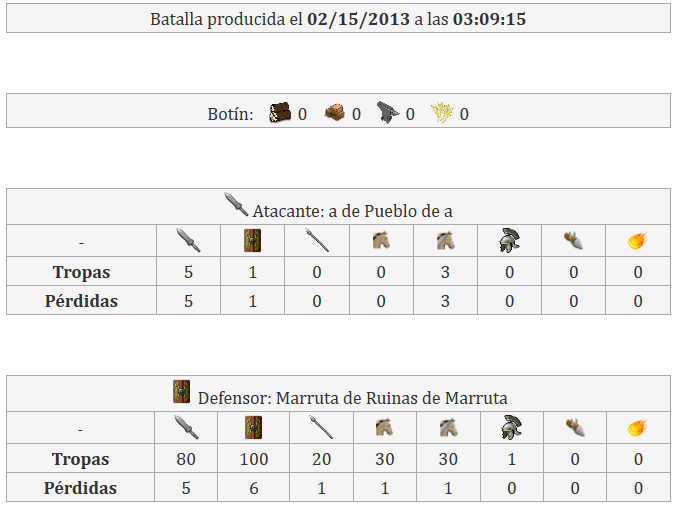 Batalla producida el 02/15/2013 a las 03:09:15
Botín: 0 0 0 0
Atacante: a de Pueblo de a
-
Tropas 5 1 0 0 3 0 0 0
Pérdidas 5 1 0 0 3 0 0 0
Defensor: Marruta de Ruinas de Marruta
-
Tropas 80 100 20 30 30 1 0 0
Pérdidas 5 6 1 1 1 0 0 0